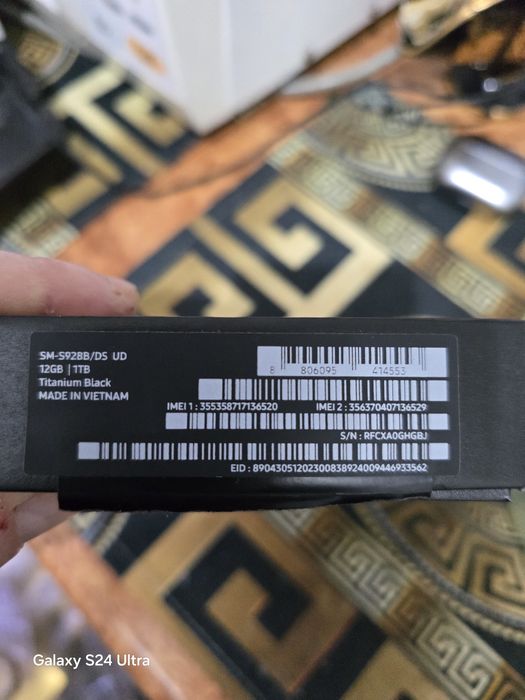 SM-S928B/DS UD
12GB | 1TB
Titanium Black
MADE IN VIETNAM
8 806095 414553
IMEI 1 : 355358717136520 IMEI 2 : 356370407136529
S/N : RFCXA0GHGBJ
EID : 89043051202300838924009446933562
Galaxy S24 Ultra